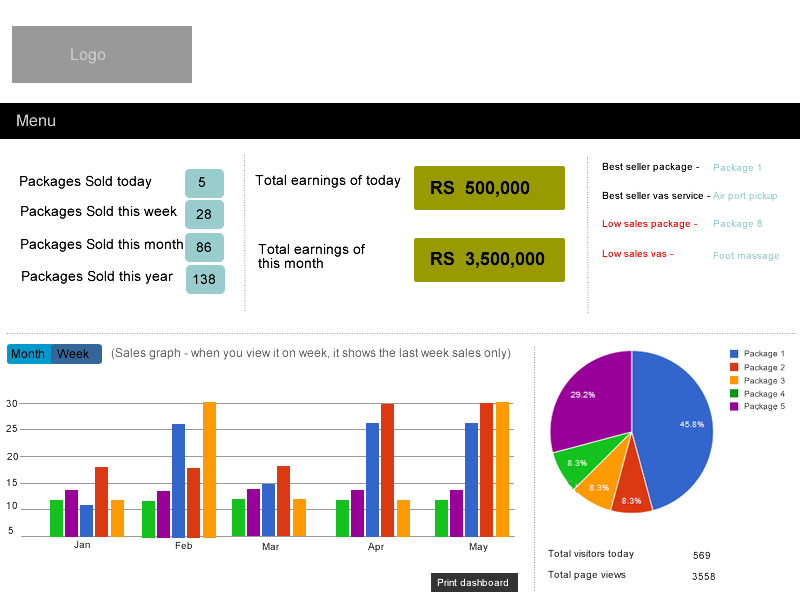 Logo
Menu
Packages Sold today 5
Packages Sold this week 28
Packages Sold this month 86
Packages Sold this year 138
Total earnings of today RS 500,000
Total earnings of
this month
RS 3,500,000
Best seller package - Package 1
Best seller vas service - Air port pickup
Low sales package - Package 8
Low sales vas - Foot massage
Month Week (Sales graph - when you view it on week, it shows the last week sales only)
30
25
20
15
10
5
Jan Feb Mar Apr May
Print dashboard
29.2%
45.8%
8.3%
8.3%
8.3%
Package 1
Package 2
Package 3
Package 4
Package 5
Total visitors today 569
Total page views 3558